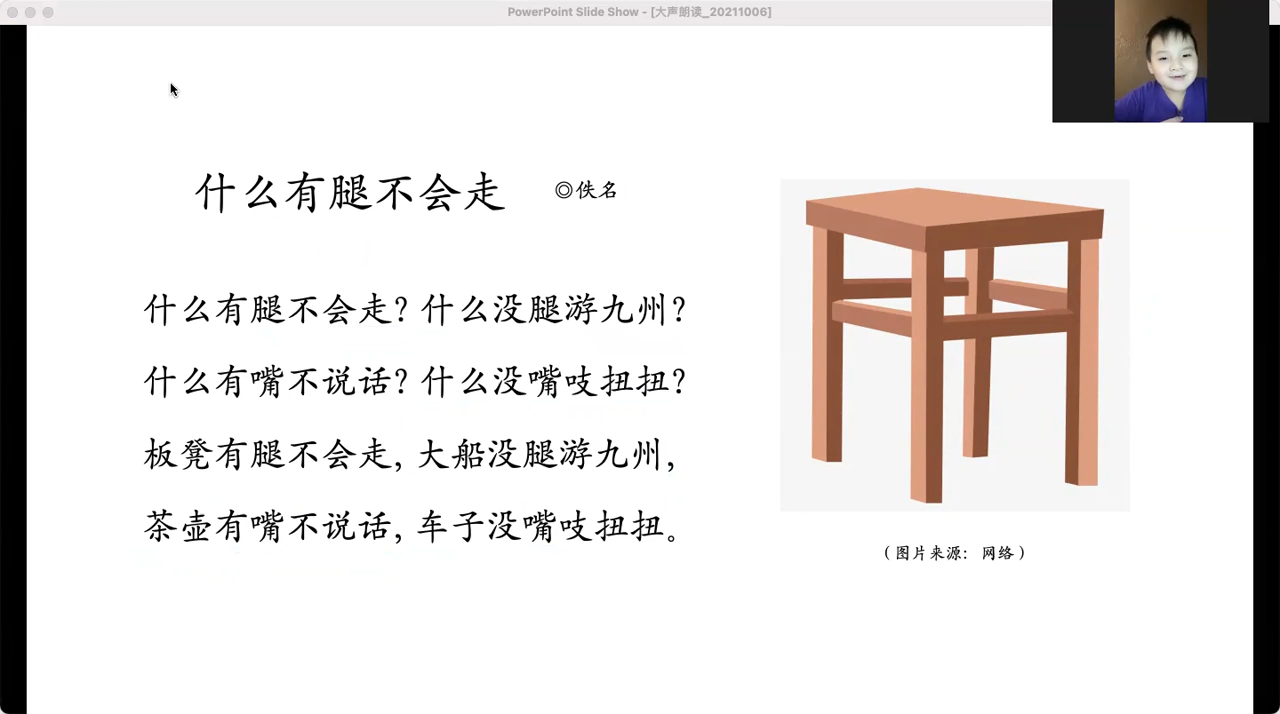 PowerPoint Slide Show - [大声朗读_20211006]
什么有腿不会走 ◎佚名
什么有腿不会走? 什么没腿游九州?
什么有嘴不说话? 什么没嘴吱扭扭?
板凳有腿不会走, 大船没腿游九州,
茶壶有嘴不说话, 车子没嘴吱扭扭。
(图片来源: 网络)